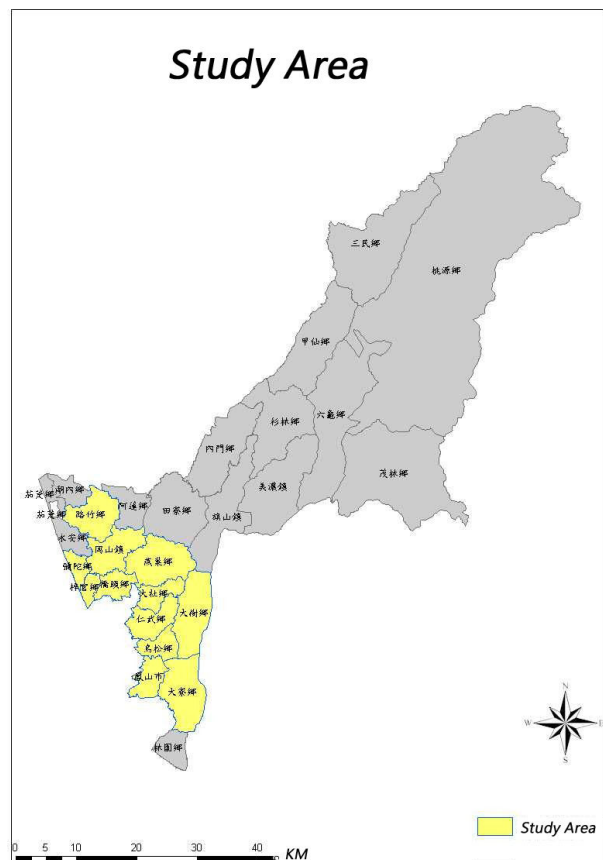 Study Area
三民鄉
桃源鄉
甲仙鄉
六龜鄉
杉林鄉
內門鄉
茂林鄉
美濃鎮
茄萣鄉
湖內鄉
阿蓮鄉
田寮鄉
旗山鎮
茄萣鄉
路竹鄉
永安鄉
岡山鎮
燕巢鄉
彌陀鄉
梓官鄉
橋頭鄉
大社鄉
大樹鄉
仁武鄉
鳥松鄉
鳳山市
大寮鄉
林園鄉
N
W E
S
Study Area
0 5 10 20 30 40
KM